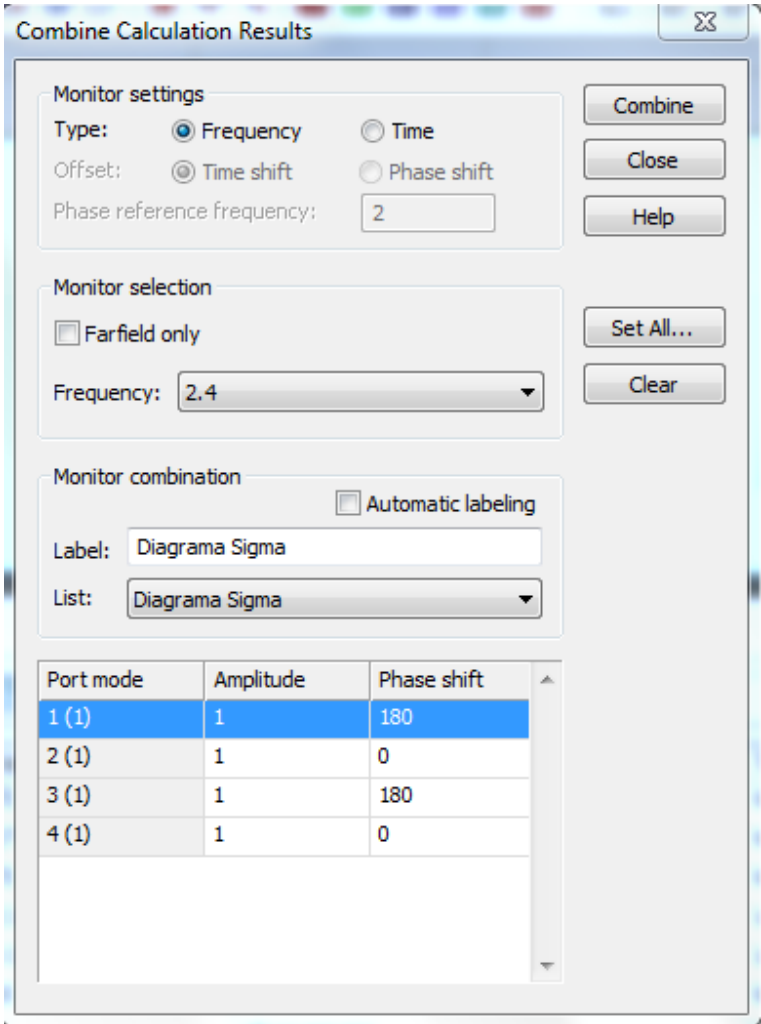 Combine Calculation Results
Monitor settings
Type: Frequency Time
Offset: Time shift Phase shift
Phase reference frequency: 2
Combine
Close
Help
Monitor selection
Farfield only
Frequency: 2.4
Set All...
Clear
Monitor combination
Automatic labeling
Label: Diagrama Sigma
List: Diagrama Sigma
Port mode Amplitude Phase shift
1 (1) 1 180
2 (1) 1 0
3 (1) 1 180
4 (1) 1 0